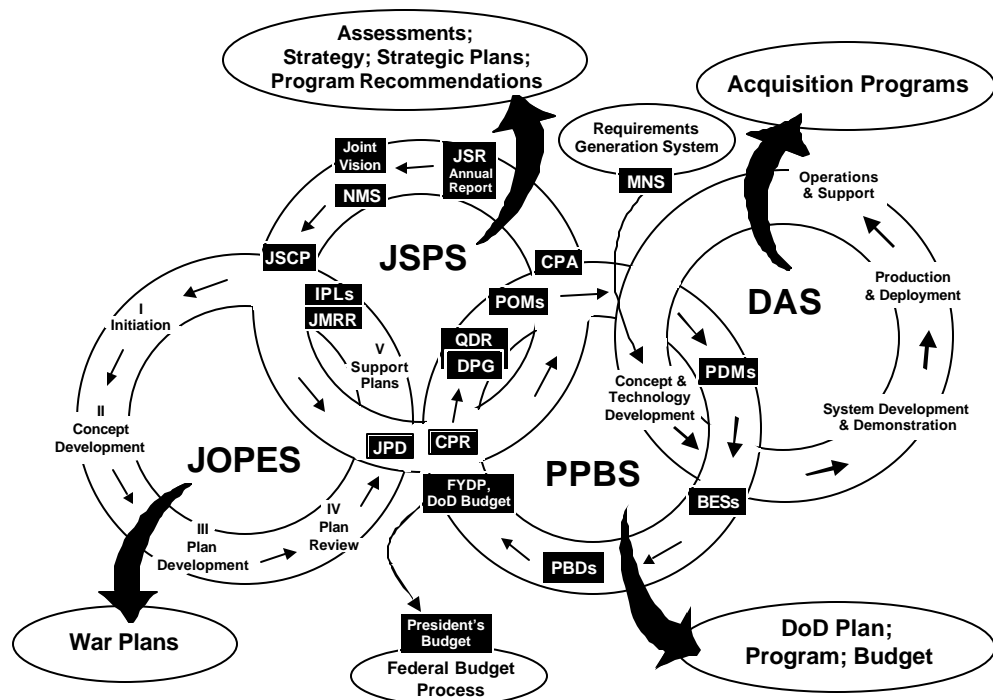 Assessments;
Strategy; Strategic Plans;
Program Recommendations
Acquisition Programs
Requirements
Generation System
MNS
Joint
Vision
JSR
Annual
Report
NMS
JSCP
JSPS
CPA
IPLs
JMRR
POMs
QDR
DPG
V
Support
Plans
JPD
CPR
I
Initiation
II
Concept
Development
III
Plan
Development
IV
Plan
Review
JOPES
War Plans
Operations
& Support
Production
& Deployment
DAS
System Development
& Demonstration
Concept &
Technology
Development
PDMs
BESs
PPBS
PBDs
FYDP,
DoD Budget
President's
Budget
Federal Budget
Process
DoD Plan;
Program; Budget